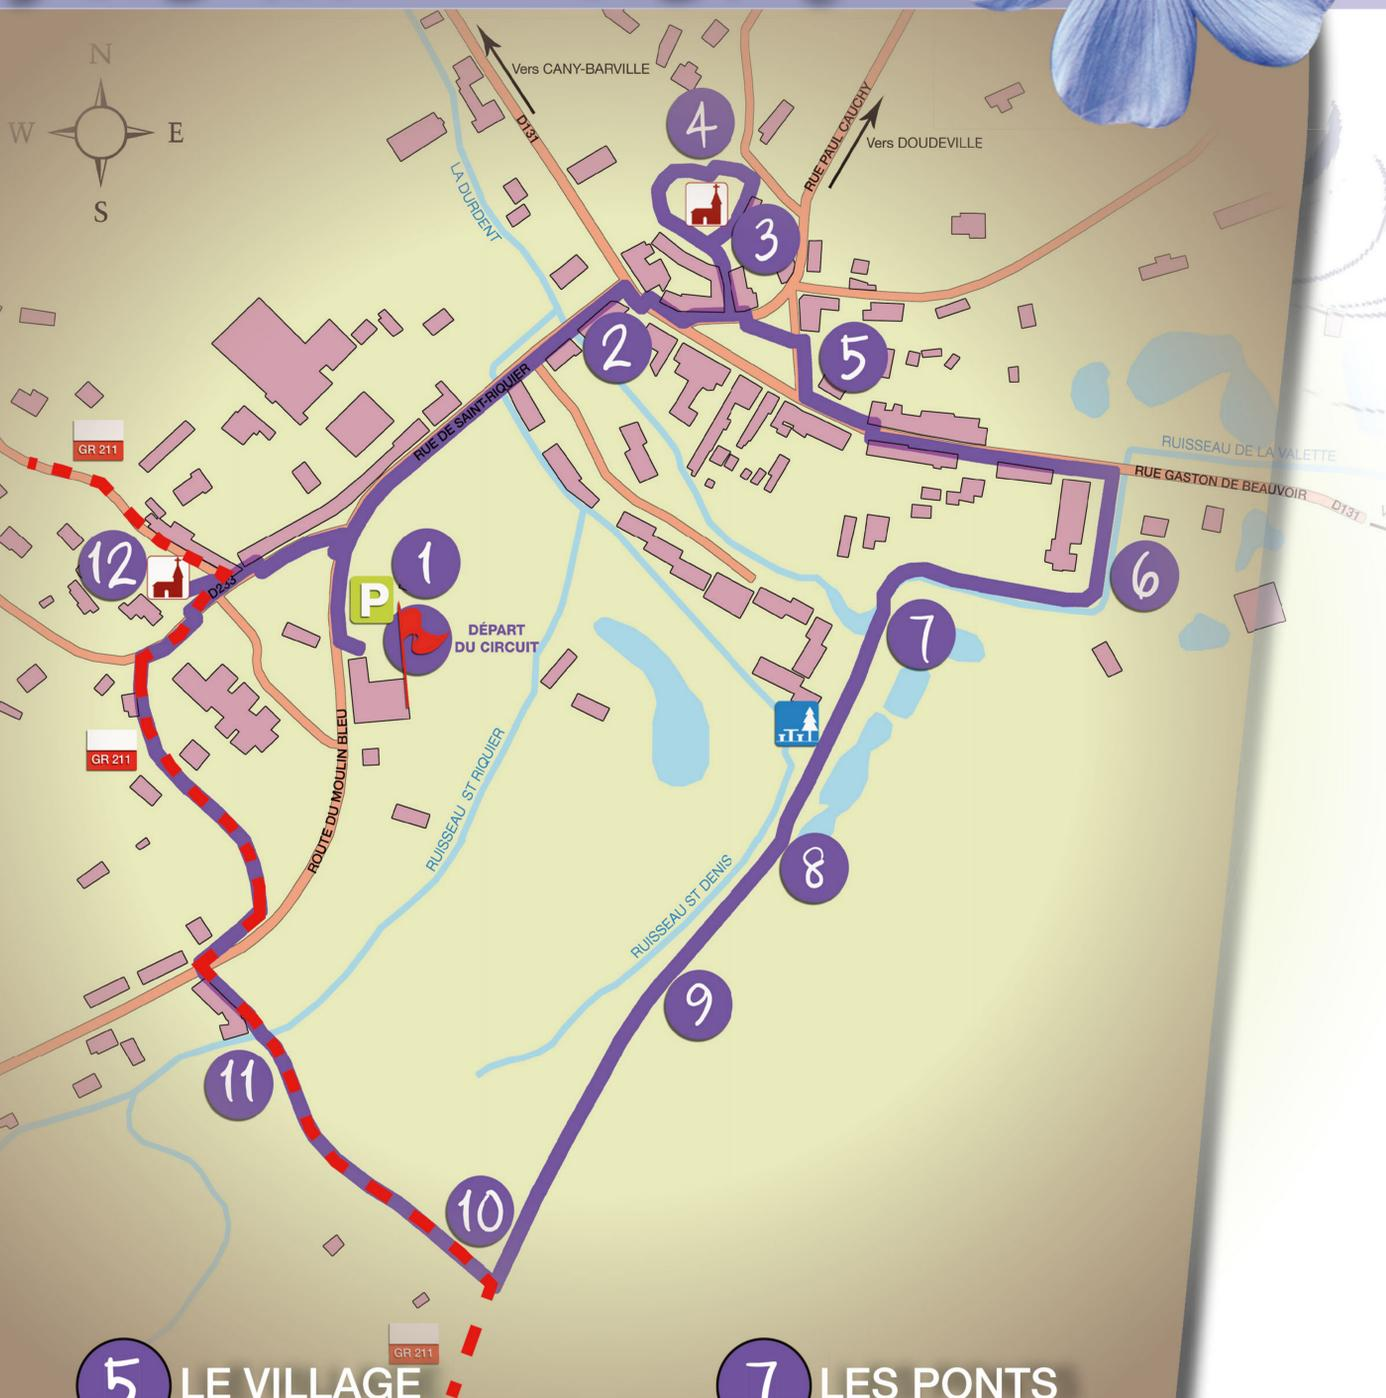 N
W
E
S
Vers CANY-BARVILLE
D131
4
RUE PAUL CAUCHY
Vers DOUDEVILLE
LA DURDENT
3
2
5
RUE DE SAINT-RIQUIER
GR 211
RUISSEAU DE LA VALETTE
RUE GASTON DE BEAUVOIR
D131
12
D233
1
P
6
7
DÉPART
DU CIRCUIT
GR 211
ROUTE DU MOULIN BLEU
RUISSEAU ST RIQUIER
RUISSEAU ST DENIS
8
9
11
10
GR 211
5 LE VILLAGE
7 LES PONTS